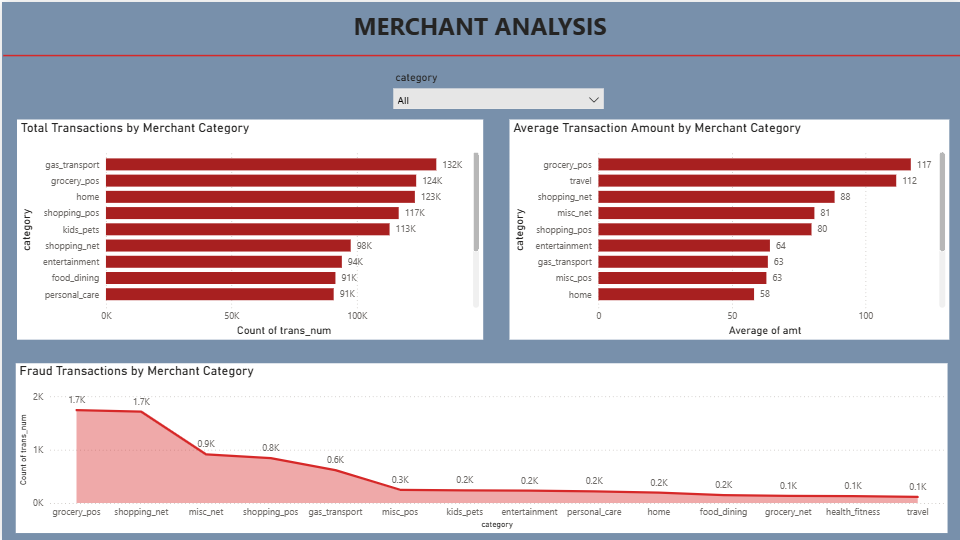 MERCHANT ANALYSIS
category
All
Total Transactions by Merchant Category
category
gas_transport 132K
grocery_pos 124K
home 123K
shopping_pos 117K
kids_pets 113K
shopping_net 98K
entertainment 94K
food_dining 91K
personal_care 91K
0K 50K 100K
Count of trans_num
Average Transaction Amount by Merchant Category
category
grocery_pos 117
travel 112
shopping_net 88
misc_net 81
shopping_pos 80
entertainment 64
gas_transport 63
misc_pos 63
home 58
0 50 100
Average of amt
Fraud Transactions by Merchant Category
Count of trans_num
2K
1K
0K
1.7K 1.7K 0.9K 0.8K 0.6K 0.3K 0.2K 0.2K 0.2K 0.2K 0.2K 0.1K 0.1K 0.1K
grocery_pos shopping_net misc_net shopping_pos gas_transport misc_pos kids_pets entertainment personal_care home food_dining grocery_net health_fitness travel
category